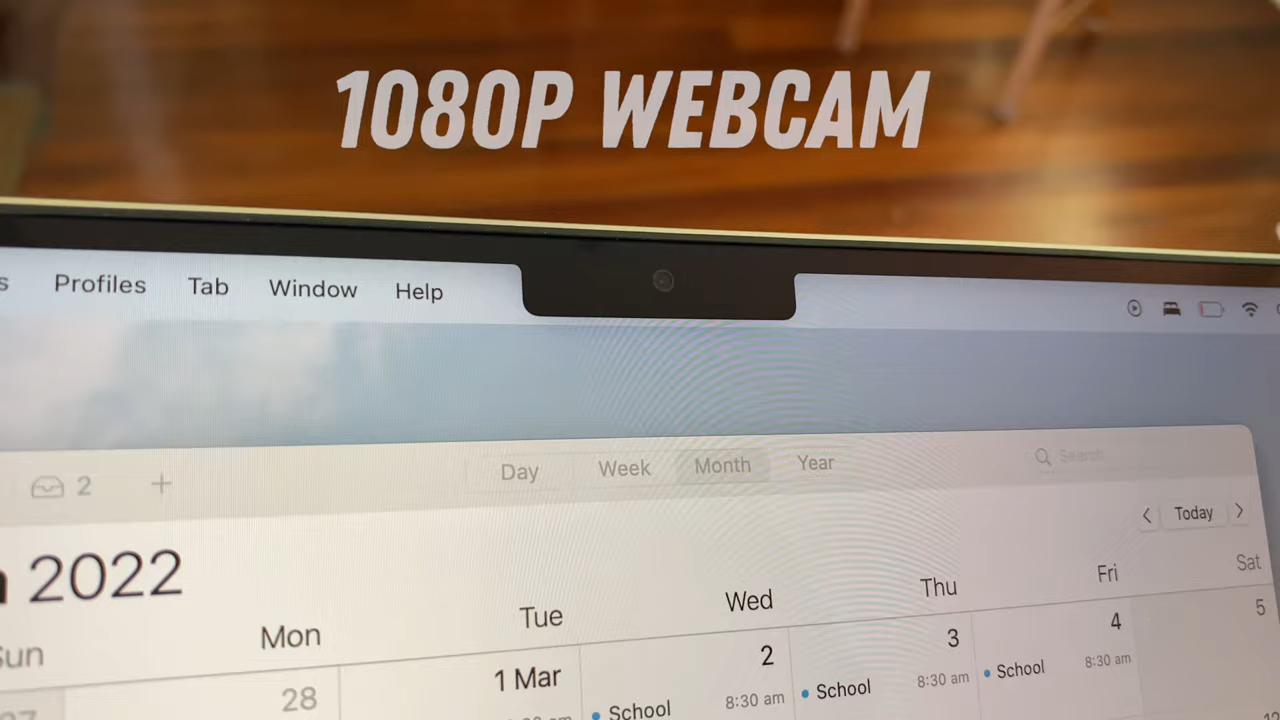 1080P WEBCAM
Profiles Tab Window Help
2 + Day Week Month Year Search
2022 < Today >
Sun Mon Tue Wed Thu Fri Sat
28 1 Mar 2 3 4 5
School 8:30 am School 8:30 am School 8:30 am